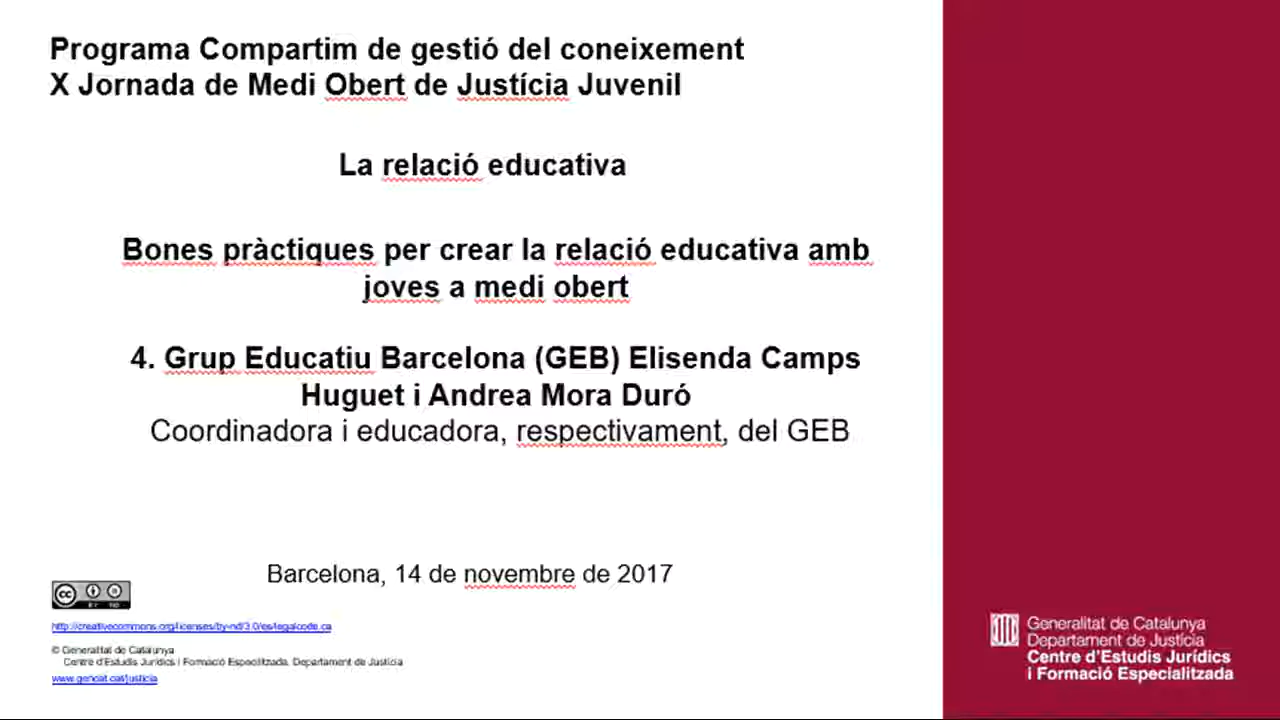 Programa Compartim de gestió del coneixement
X Jornada de Medi Obert de Justícia Juvenil
La relació educativa
Bones pràctiques per crear la relació educativa amb
joves a medi obert
4. Grup Educatiu Barcelona (GEB) Elisenda Camps
Huguet i Andrea Mora Duró
Coordinadora i educadora, respectivament, del GEB
Barcelona, 14 de novembre de 2017
cc
BY ND
http://creativecommons.org/licenses/by-nd/3.0/es/legalcode.ca
© Generalitat de Catalunya
Centre d'Estudis Jurídics i Formació Especialitzada. Departament de Justícia
www.gencat.cat/justicia
Generalitat de Catalunya
Departament de Justícia
Centre d'Estudis Jurídics
i Formació Especialitzada